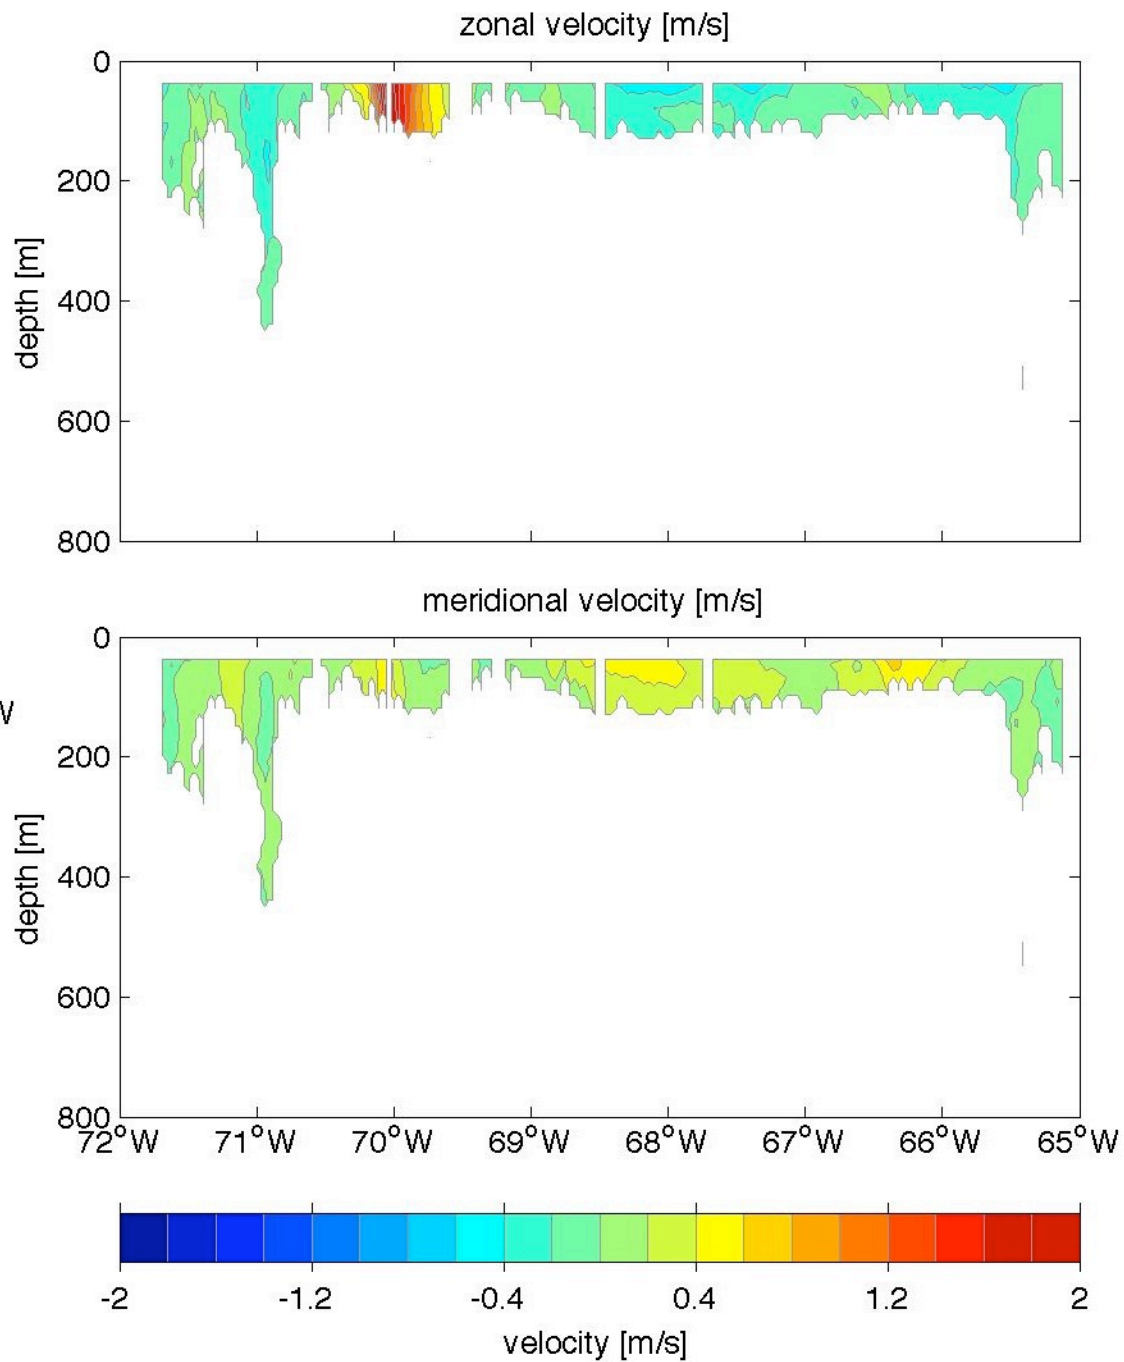 zonal velocity [m/s]
0
200
400
600
800
depth [m]
meridional velocity [m/s]
0
W
200
400
600
800
depth [m]
72°W 71°W 70°W 69°W 68°W 67°W 66°W 65°W
-2 -1.2 -0.4 0.4 1.2 2
velocity [m/s]